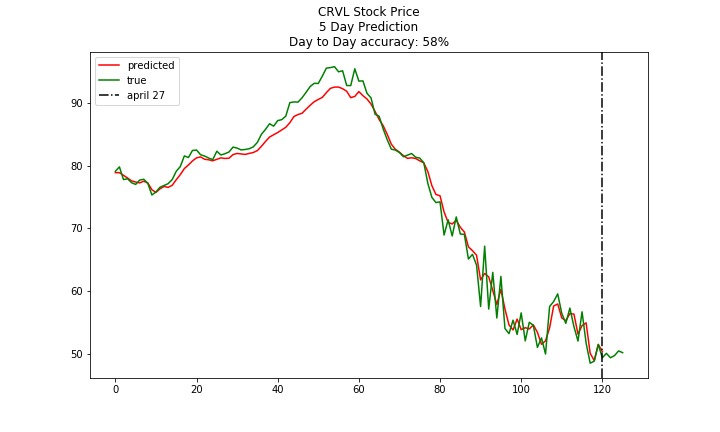 CRVL Stock Price
5 Day Prediction
Day to Day accuracy: 58%
predicted
true
april 27
90
80
70
60
50
0
20
40
60
80
100
120